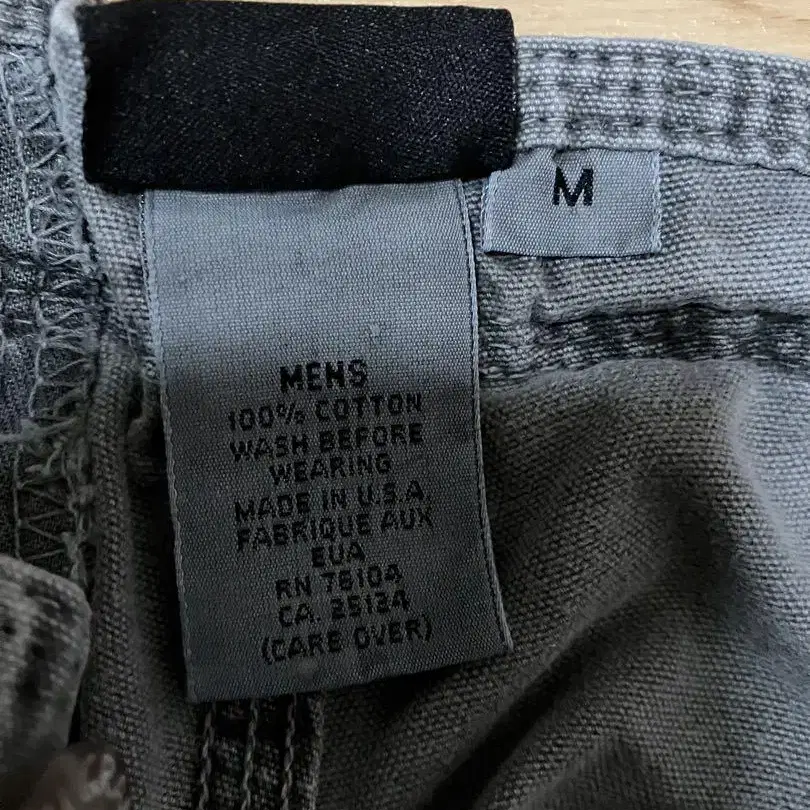 M
MENS
100% COTTON
WASH BEFORE
WEARING
MADE IN U.S.A
FABRIQUE AUX
EUA
RN 76104
CA. 25124
(CARE OVER)